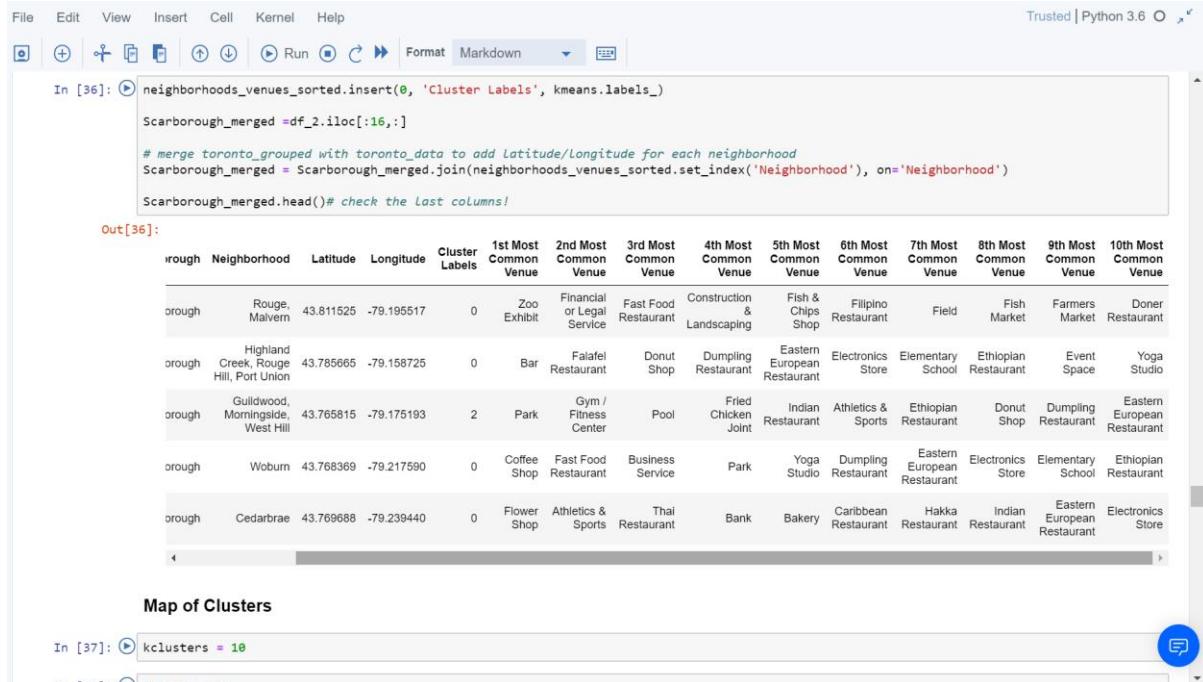 File Edit View Insert Cell Kernel Help Trusted | Python 3.6
Run Format Markdown
In [36]: neighborhoods_venues_sorted.insert(0, 'Cluster Labels', kmeans.labels_)
Scarborough_merged =df_2.iloc[:16,:]
# merge toronto_grouped with toronto_data to add latitude/longitude for each neighborhood
Scarborough_merged = Scarborough_merged.join(neighborhoods_venues_sorted.set_index('Neighborhood'), on='Neighborhood')
Scarborough_merged.head()# check the last columns!
Out[36]:
1st Most 2nd Most 3rd Most 4th Most 5th Most 6th Most 7th Most 8th Most 9th Most 10th Most
orough Neighborhood Latitude Longitude Cluster Labels Common Common Common Common Common Common Common Common Common Common
Venue Venue Venue Venue Venue Venue Venue Venue Venue Venue
Financial Construction Fish &
orough Rouge, Malvern 43.811525 -79.195517 0 Zoo Exhibit or Legal Fast Food Restaurant & Chips Filipino Restaurant Field Fish Market Farmers Market Doner Restaurant
Service Landscaping Shop
Highland Eastern
orough Creek, Rouge 43.785665 -79.158725 0 Bar Falafel Restaurant Donut Shop Dumpling Restaurant European Electronics Store Elementary School Ethiopian Restaurant Event Space Yoga Studio
Hill, Port Union Restaurant
Guildwood, Gym / Fried Eastern
orough Morningside, 43.765815 -79.175193 2 Park Fitness Pool Chicken Indian Restaurant Athletics & Sports Ethiopian Restaurant Donut Shop Dumpling Restaurant European
West Hill Center Joint Restaurant
Eastern
orough Woburn 43.768369 -79.217590 0 Coffee Shop Fast Food Restaurant Business Service Park Yoga Studio Dumpling Restaurant European Electronics Store Elementary School Ethiopian Restaurant
Restaurant
Eastern
orough Cedarbrae 43.769688 -79.239440 0 Flower Shop Athletics & Sports Thai Restaurant Bank Bakery Caribbean Restaurant Hakka Restaurant Indian Restaurant European Electronics Store
Restaurant
Map of Clusters
In [37]: kclusters = 10